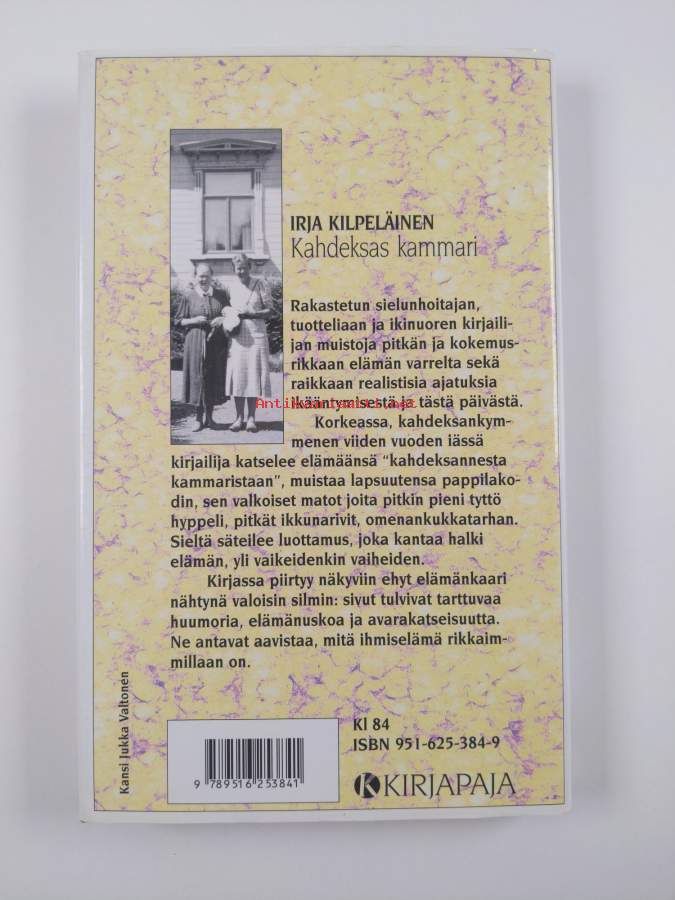 IRJA KILPELÄINEN
Kahdeksas kammari
Rakastetun sielunhoitajan,
tuotteliaan ja ikinuoren kirjaili-
jan muistoja pitkän ja kokemus-
rikkaan elämän varrelta sekä
raikkaan realistisia ajatuksia
ikääntymisestä ja tästä päivästä.
Antikvariaatti.net
Korkeassa, kahdeksankym-
menen viiden vuoden iässä
kirjailija katselee elämäänsä "kahdeksannesta
kammaristaan", muistaa lapsuutensa pappilako-
din, sen valkoiset matot joita pitkin pieni tyttö
hyppeli, pitkät ikkunarivit, omenankukkatarhan.
Sieltä säteilee luottamus, joka kantaa halki
elämän, yli vaikeidenkin vaiheiden.
Kirjassa piirtyy näkyviin ehyt elämänkaari
nähtynä valoisin silmin: sivut tulvivat tarttuvaa
huumoria, elämänuskoa ja avarakatseisuutta.
Ne antavat aavistaa, mitä ihmiselämä rikkaim-
millaan on.
Kansi Jukka Valtonen
Kl 84
ISBN 951-625-384-9
9 789516 253841
KIRJAPAJA